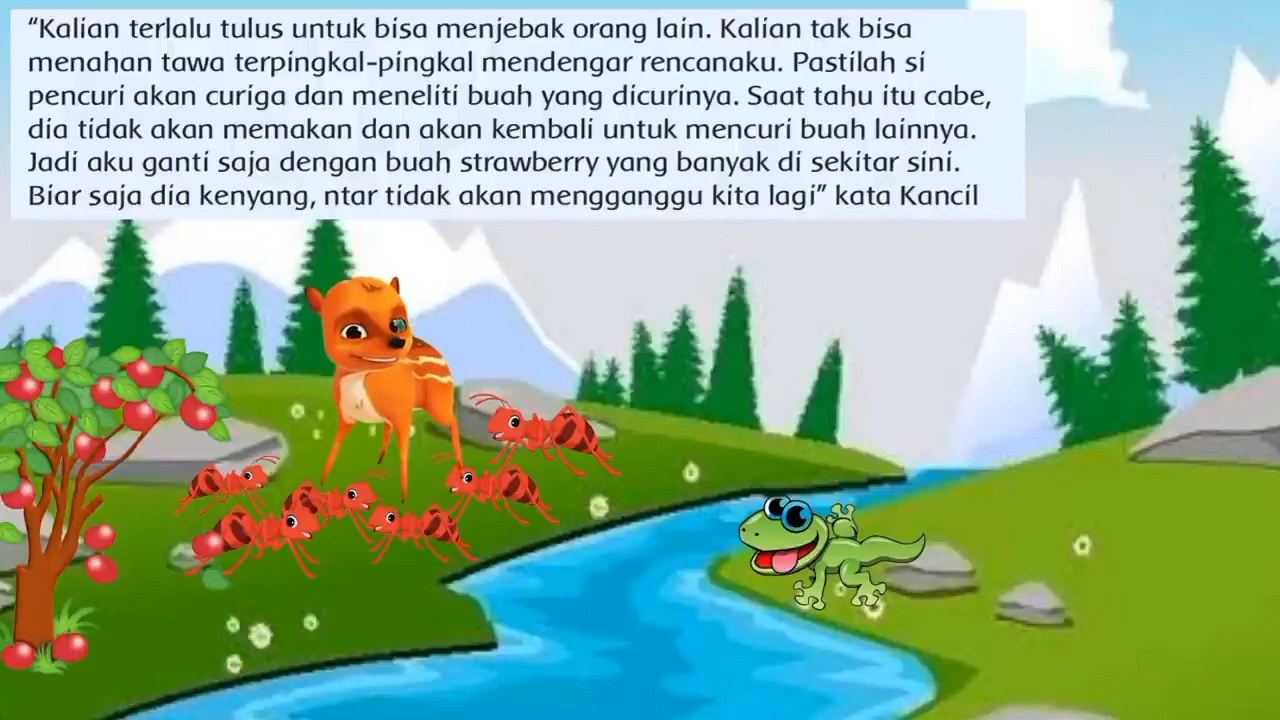 “Kalian terlalu tulus untuk bisa menjebak orang lain. Kalian tak bisa
menahan tawa terpingkal-pingkal mendengar rencanaku. Pastilah si
pencuri akan curiga dan meneliti buah yang dicurinya. Saat tahu itu cabe,
dia tidak akan memakan dan akan kembali untuk mencuri buah lainnya.
Jadi aku ganti saja dengan buah strawberry yang banyak di sekitar sini.
Biar saja dia kenyang, ntar tidak akan mengganggu kita lagi” kata Kancil